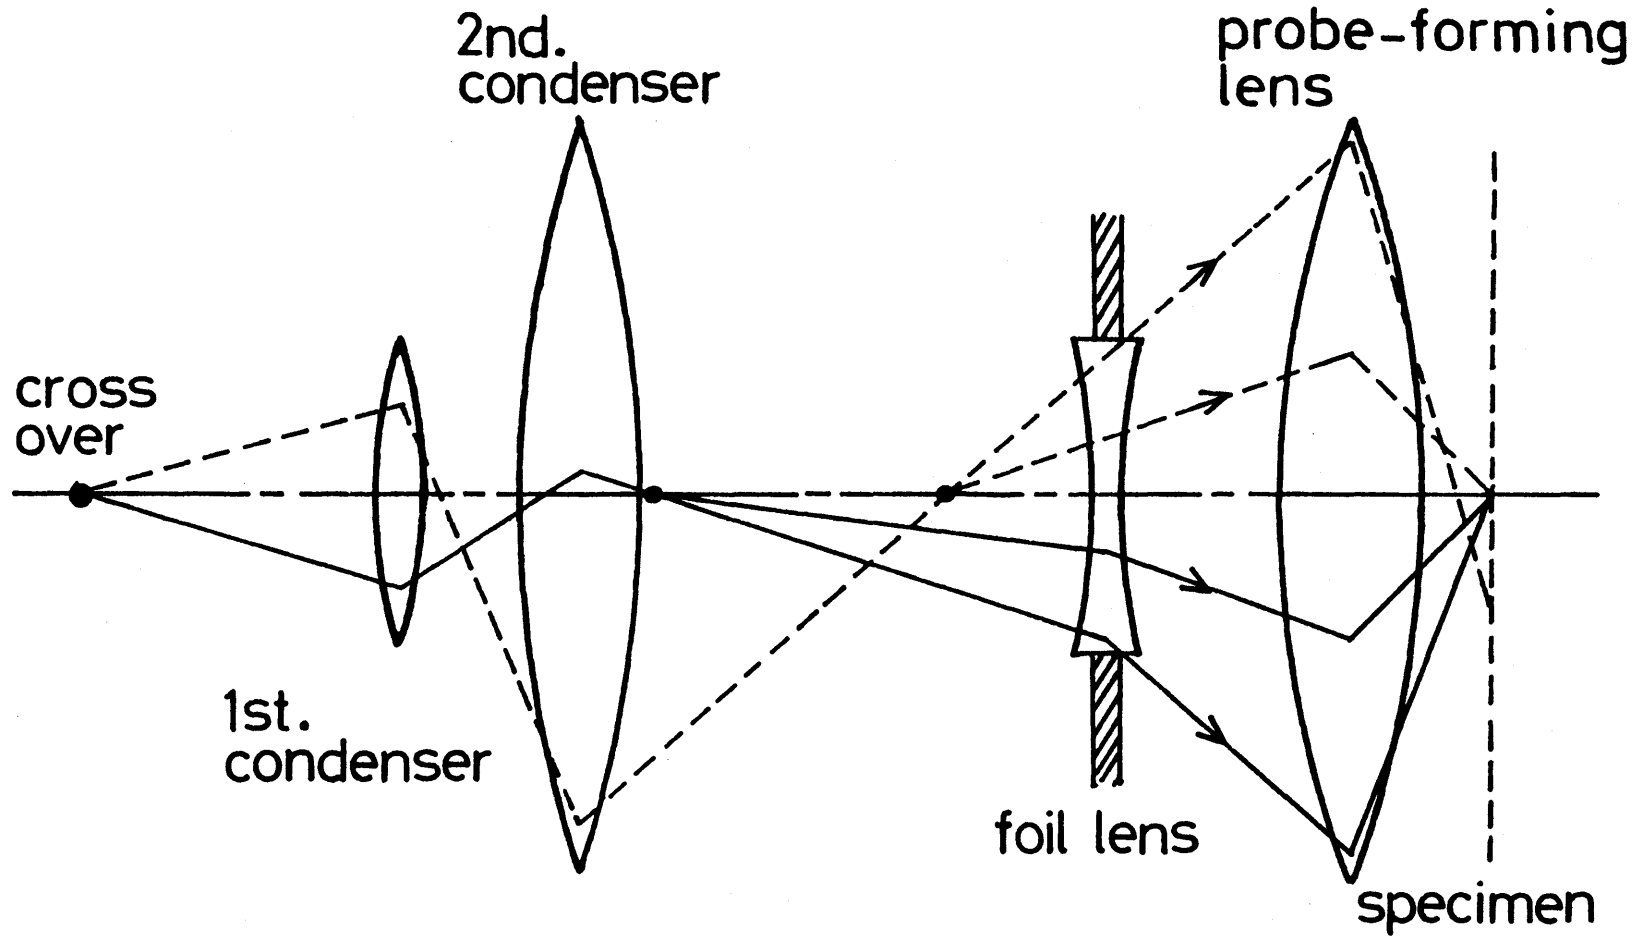 2nd.
condenser
probe-forming
lens
cross
over
1st.
condenser
foil lens
specimen